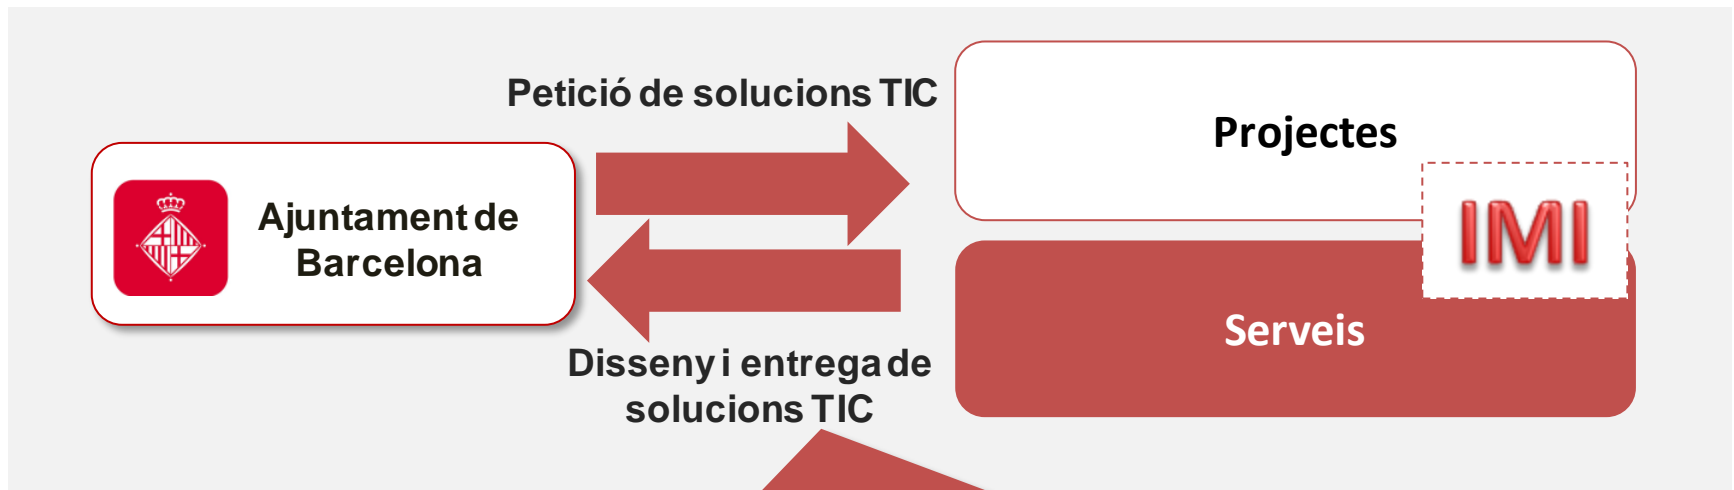 Petició de solucions TIC
Projectes
Ajuntament de
Barcelona
IMI
Serveis
Disseny i entrega de
solucions TIC